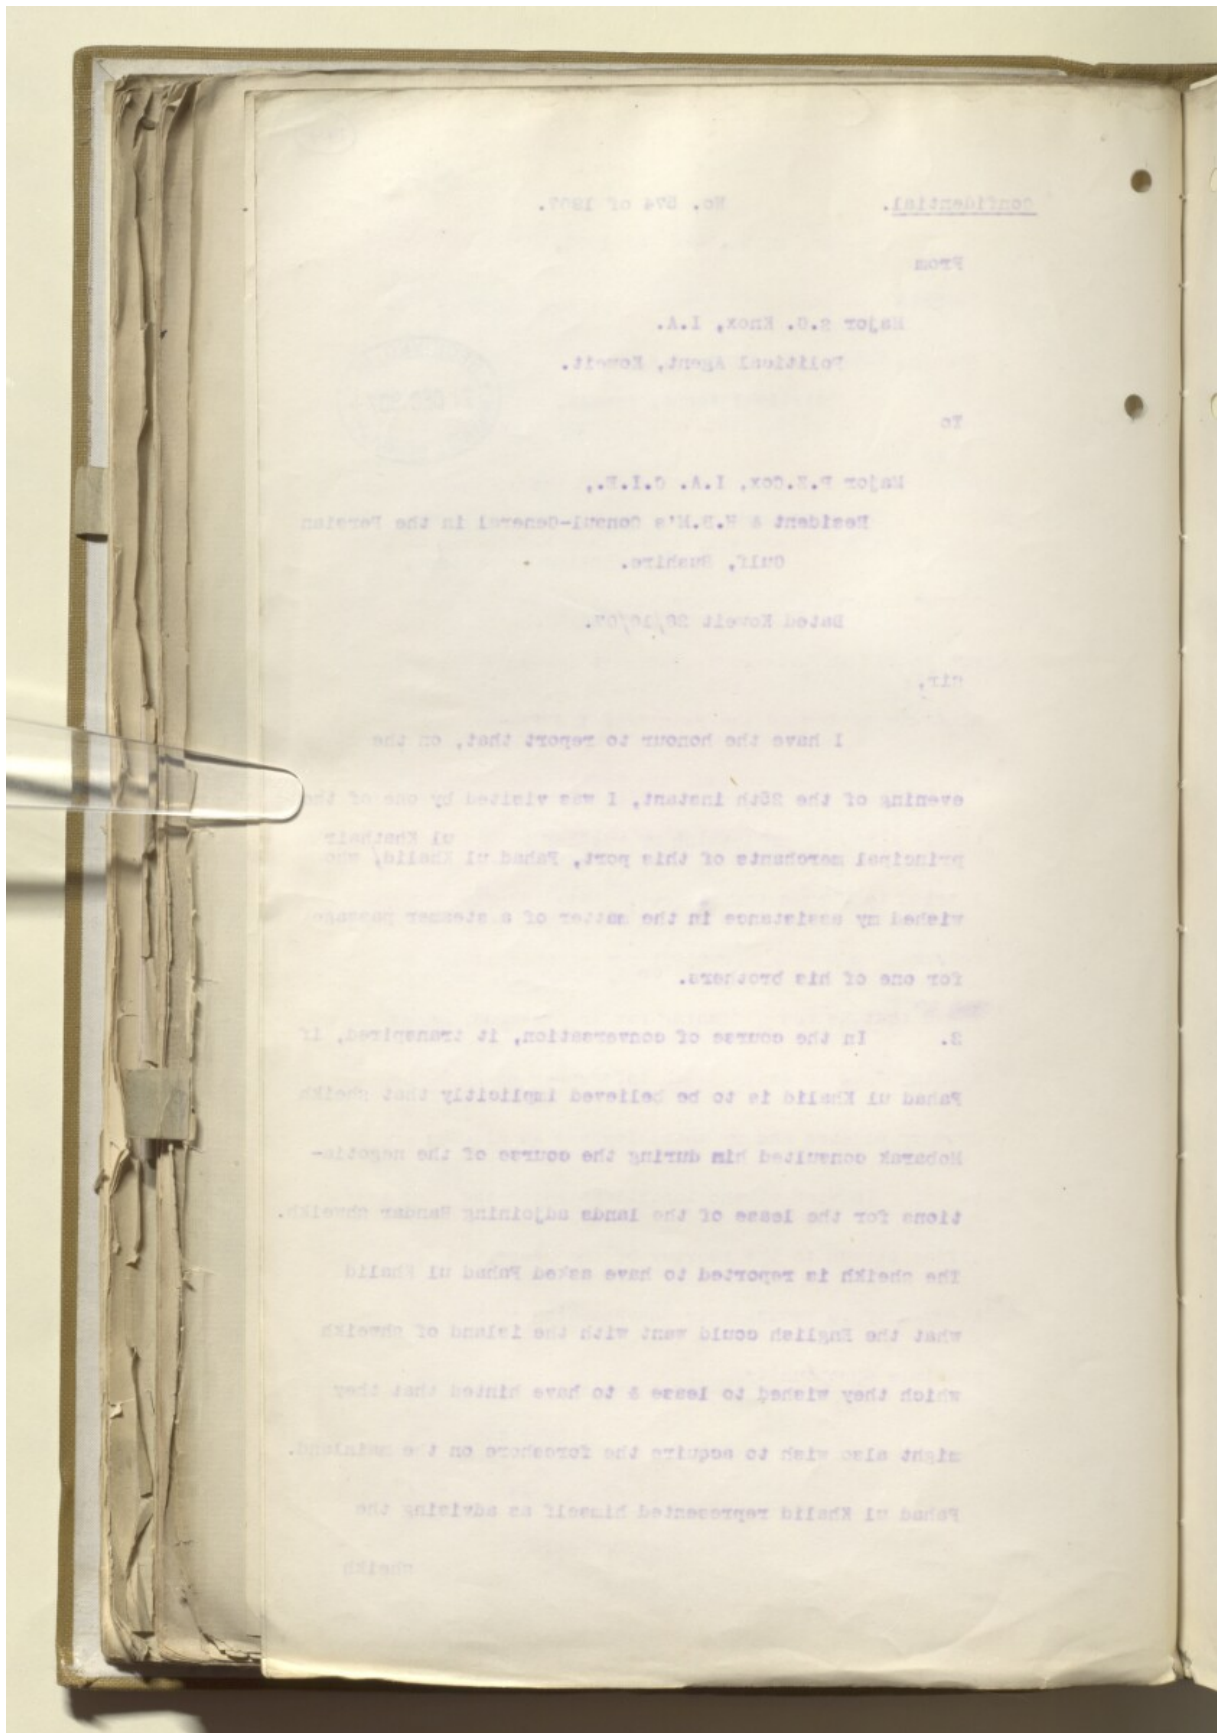 Confidential. No. 574 of 1907.
From
Major S.G. Knox, I.A.
Political Agent, Koweit.
To
Major P.Z.Cox, I.A. C.I.E.,
Resident & H.B.M's Consul-General in the Persian
Gulf, Bushire.
Dated Koweit 28/10/07.
Sir,
I have the honour to report that, on the
evening of the 26th instant, I was visited by one of the
ul Khathair
principal merchants of this port, Fahad ul Khalid/ who
wished my assistance in the matter of a steamer passage
for one of his brothers.
2. In the course of conversation, it transpired, if
Fahad ul Khalid is to be believed implicitly that Sheikh
Mobarak consulted him during the course of the negotia-
tions for the lease of the lands adjoining Bandar Shweikh.
The Sheikh is reported to have asked Fahad ul Khalid
what the English could want with the island of Shweikh
which they wished to lease & to have hinted that they
might also wish to acquire the foreshore on the mainland.
Fahad ul Khalid represented himself as advising the
Sheikh